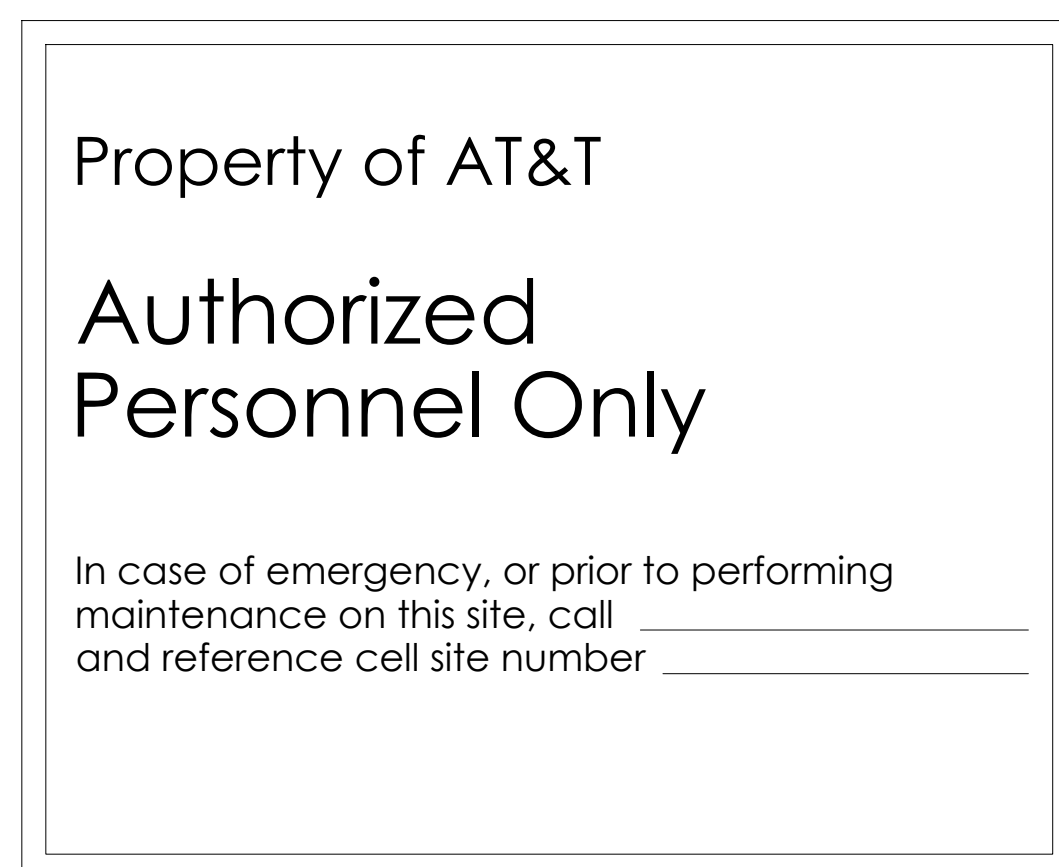 Property of AT&T
Authorized
Personnel Only
In case of emergency, or prior to performing
maintenance on this site, call
and reference cell site number